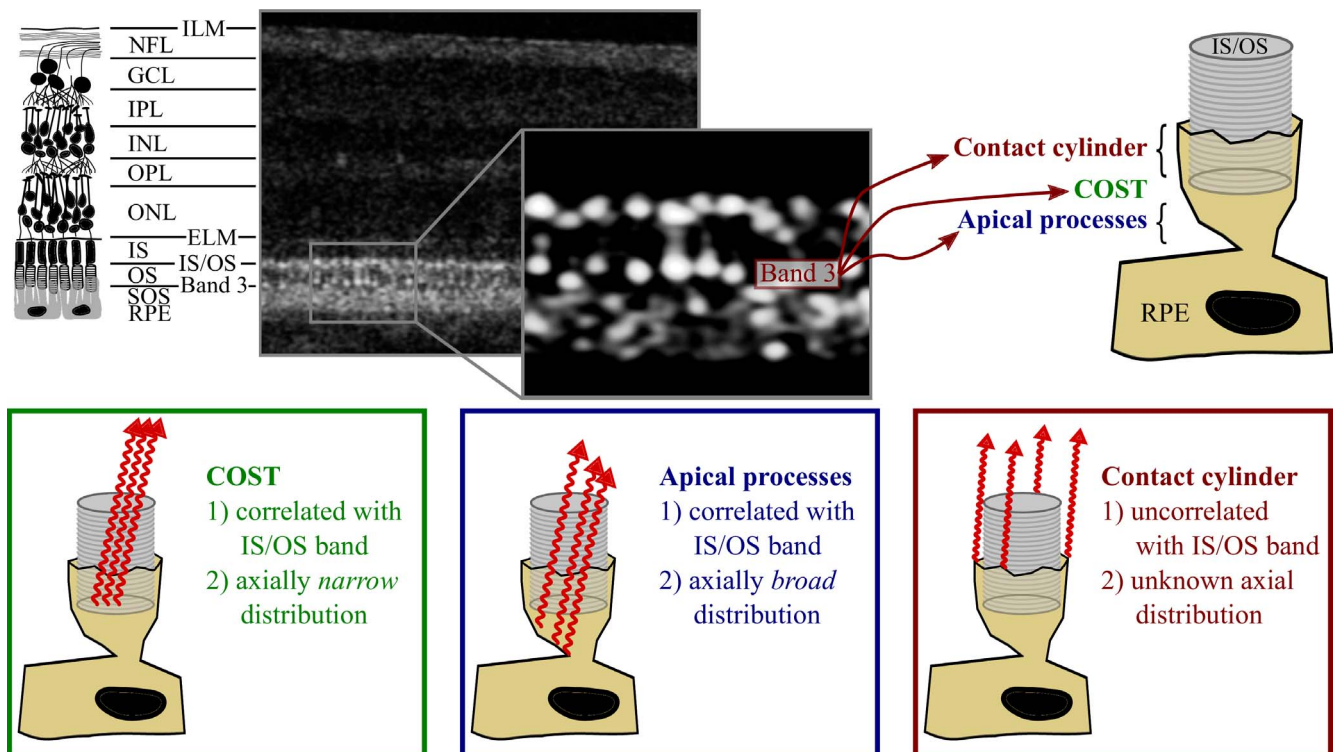 ILM
NFL
GCL
IPL
INL
OPL
ONL
ELM
IS
IS/OS
OS
Band 3
SOS
RPE
Band 3
Contact cylinder
COST
Apical processes
IS/OS
RPE
COST
1) correlated with
IS/OS band
2) axially narrow
distribution
Apical processes
1) correlated with
IS/OS band
2) axially broad
distribution
Contact cylinder
1) uncorrelated
with IS/OS band
2) unknown axial
distribution